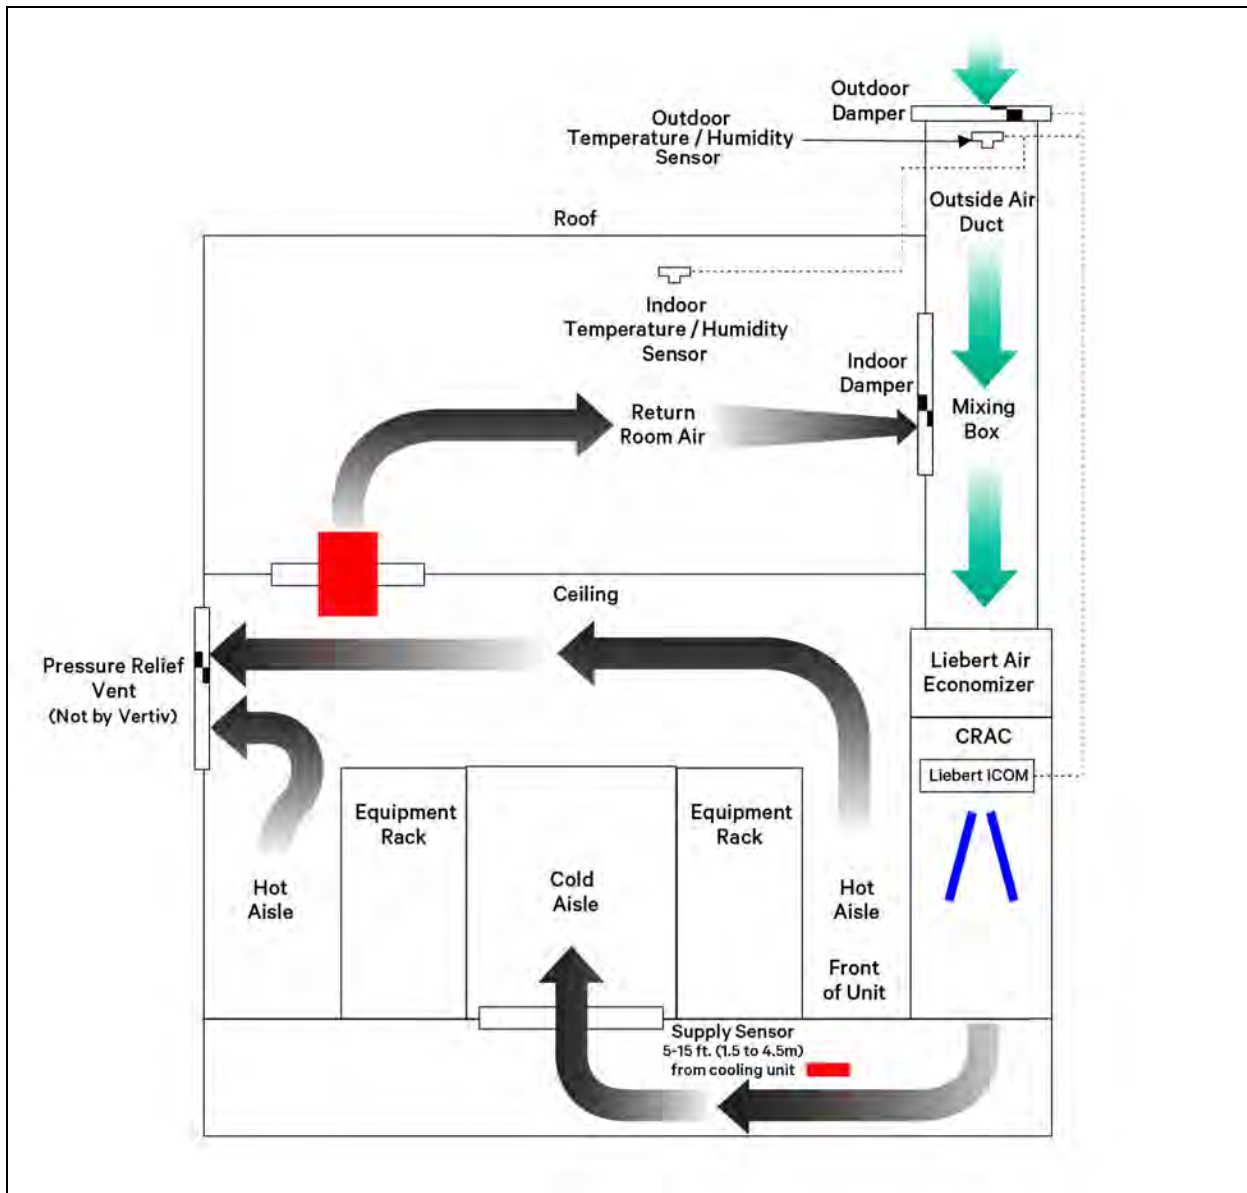 Outdoor
Damper
Outdoor
Temperature / Humidity
Sensor
Outside Air
Duct
Roof
Indoor
Temperature / Humidity
Sensor
Indoor
Damper
Return
Room Air
Mixing
Box
Ceiling
Pressure Relief
Vent
(Not by Vertiv)
Liebert Air
Economizer
CRAC
Liebert iCOM
Equipment
Rack
Equipment
Rack
Hot
Aisle
Cold
Aisle
Hot
Aisle
Front
of Unit
Supply Sensor
5-15 ft. (1.5 to 4.5m)
from cooling unit